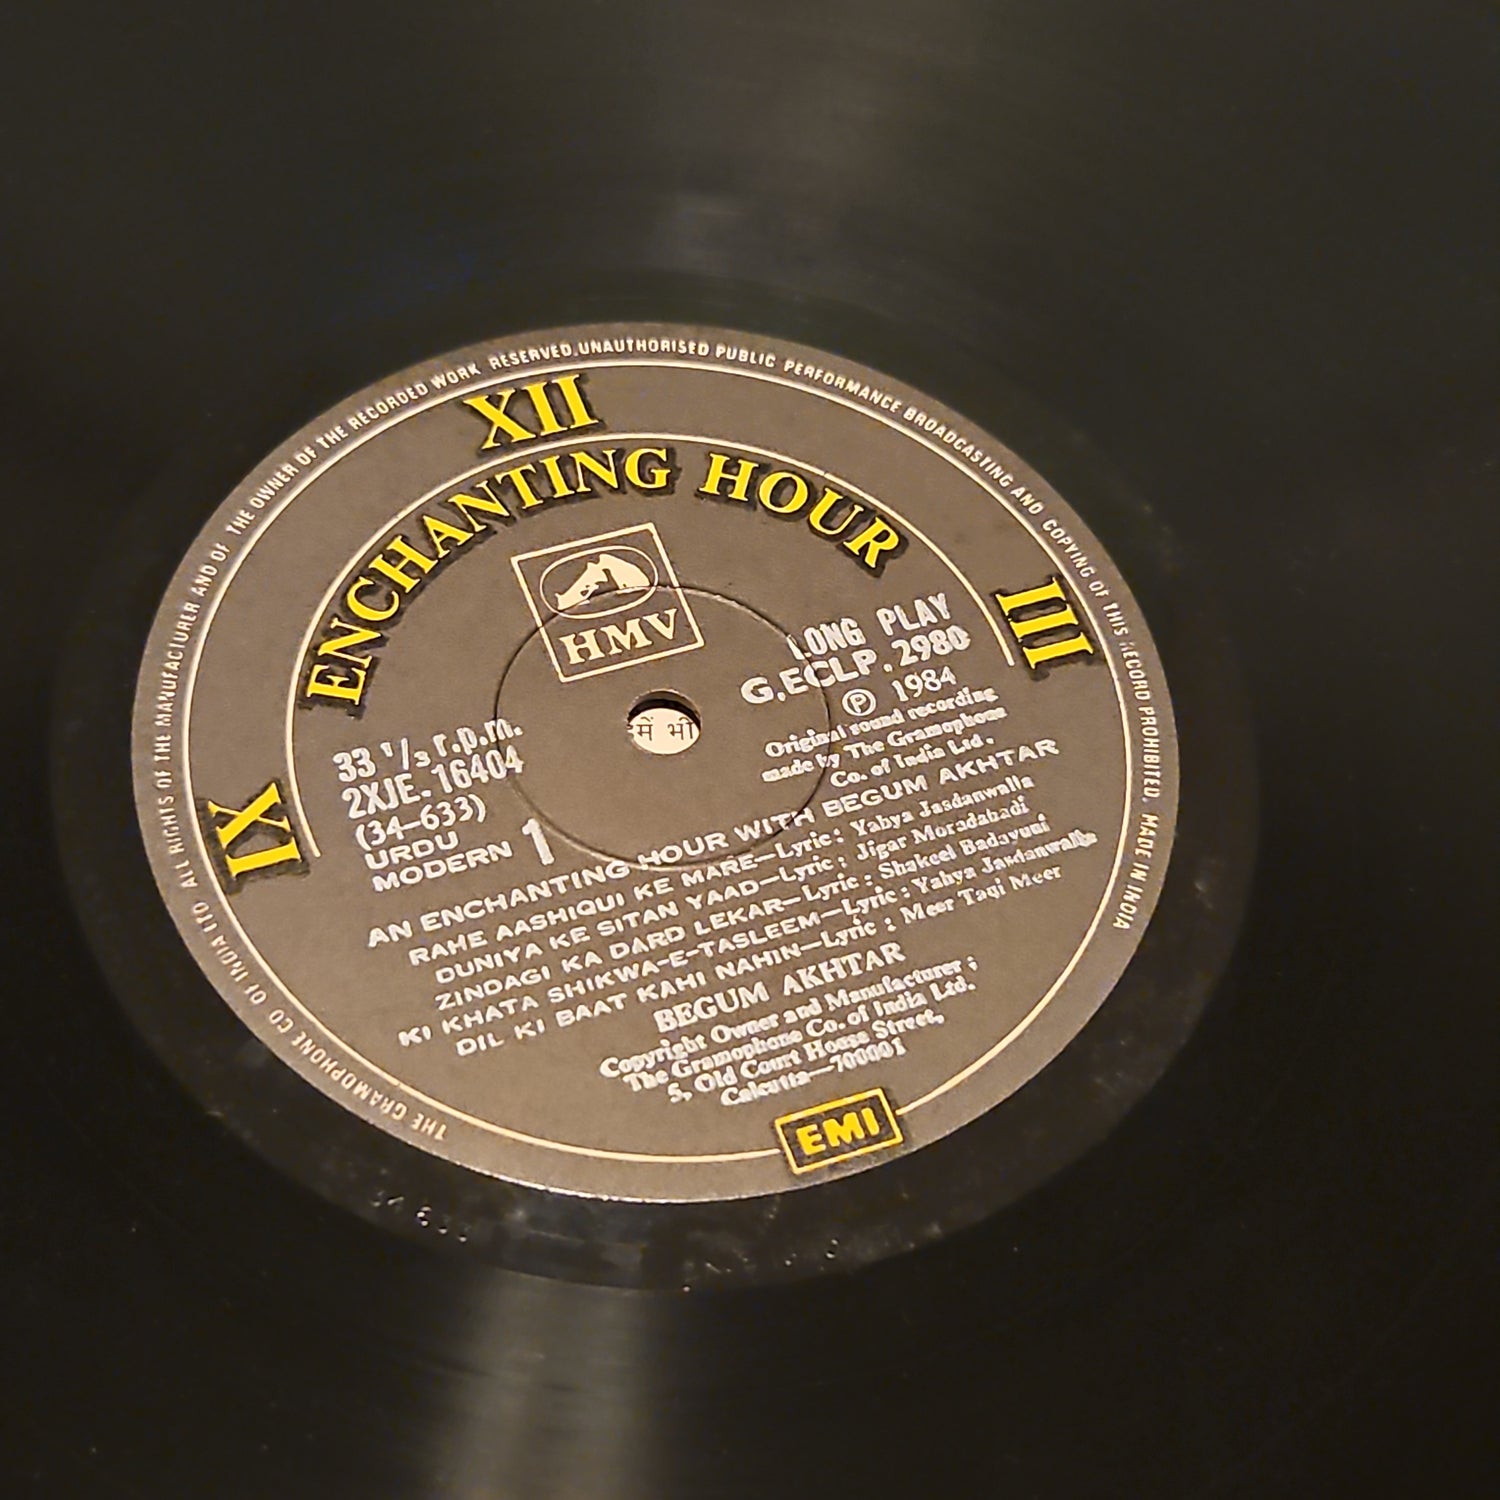 THE GRAMOPHONE CO OF INDIA LTD ALL RIGHTS OF THE MANUFACTURER AND OF THE OWNER OF THE RECORDED WORK RESERVED.UNAUTHORISED PUBLIC PERFORMANCE BROADCASTING AND COPYING OF THIS RECORD PROHIBITED. MADE IN INDIA
XII
III
IX
ENCHANTING HOUR
HMV
LONG PLAY
G.ECLP.2980
Ⓟ 1984
Original sound recording
made by The Gramophone
Co. of India Ltd.
33 1/3 r.p.m.
2XJE.16404
(34-633)
URDU
MODERN 1
में भी
AN ENCHANTING HOUR WITH BEGUM AKHTAR
RAHE AASHIQUI KE MARE—Lyric: Yahya Jasdanwalla
DUNIYA KE SITAN YAAD—Lyric: Jigar Moradabadi
ZINDAGI KA DARD LEKAR—Lyric: Shakeel Badayuni
KI KHATA SHIKWA-E-TASLEEM—Lyric: Yahya Jasdanwalla
DIL KI BAAT KAHI NAHIN—Lyric: Meer Taqi Meer
BEGUM AKHTAR
Copyright Owner and Manufacturer:
The Gramophone Co. of India Ltd.
5, Old Court House Street,
Calcutta—700001
EMI